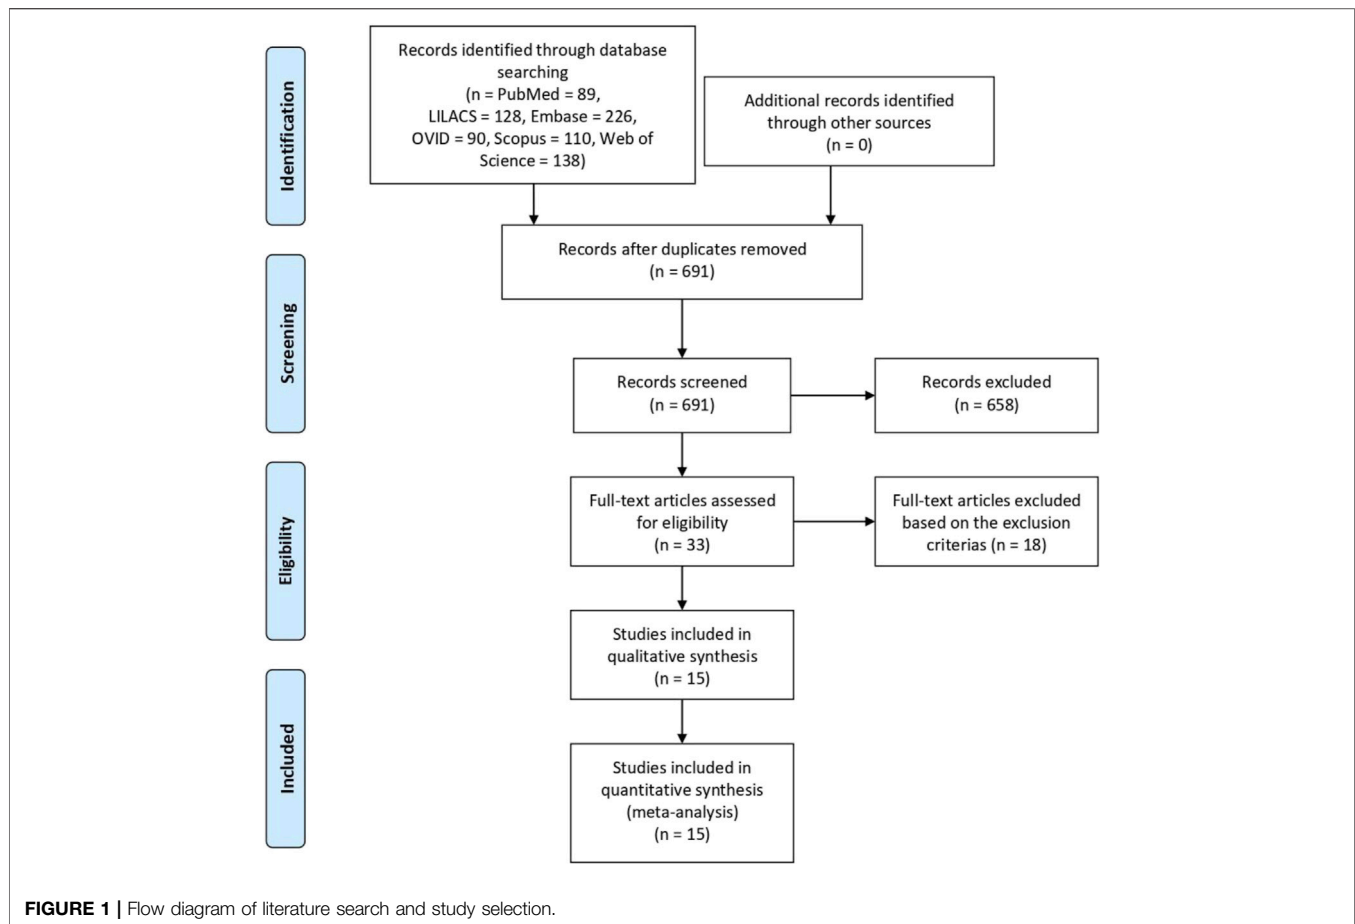 Identification
Records identified through database
searching
(n = PubMed = 89,
LILACS = 128, Embase = 226,
OVID = 90, Scopus = 110, Web of
Science = 138)
Additional records identified
through other sources
(n = 0)
Records after duplicates removed
(n = 691)
Screening
Records screened
(n = 691)
Records excluded
(n = 658)
Eligibility
Full-text articles assessed
for eligibility
(n = 33)
Full-text articles excluded
based on the exclusion
criterias (n = 18)
Studies included in
qualitative synthesis
(n = 15)
Included
Studies included in
quantitative synthesis
(meta-analysis)
(n = 15)
FIGURE 1 | Flow diagram of literature search and study selection.